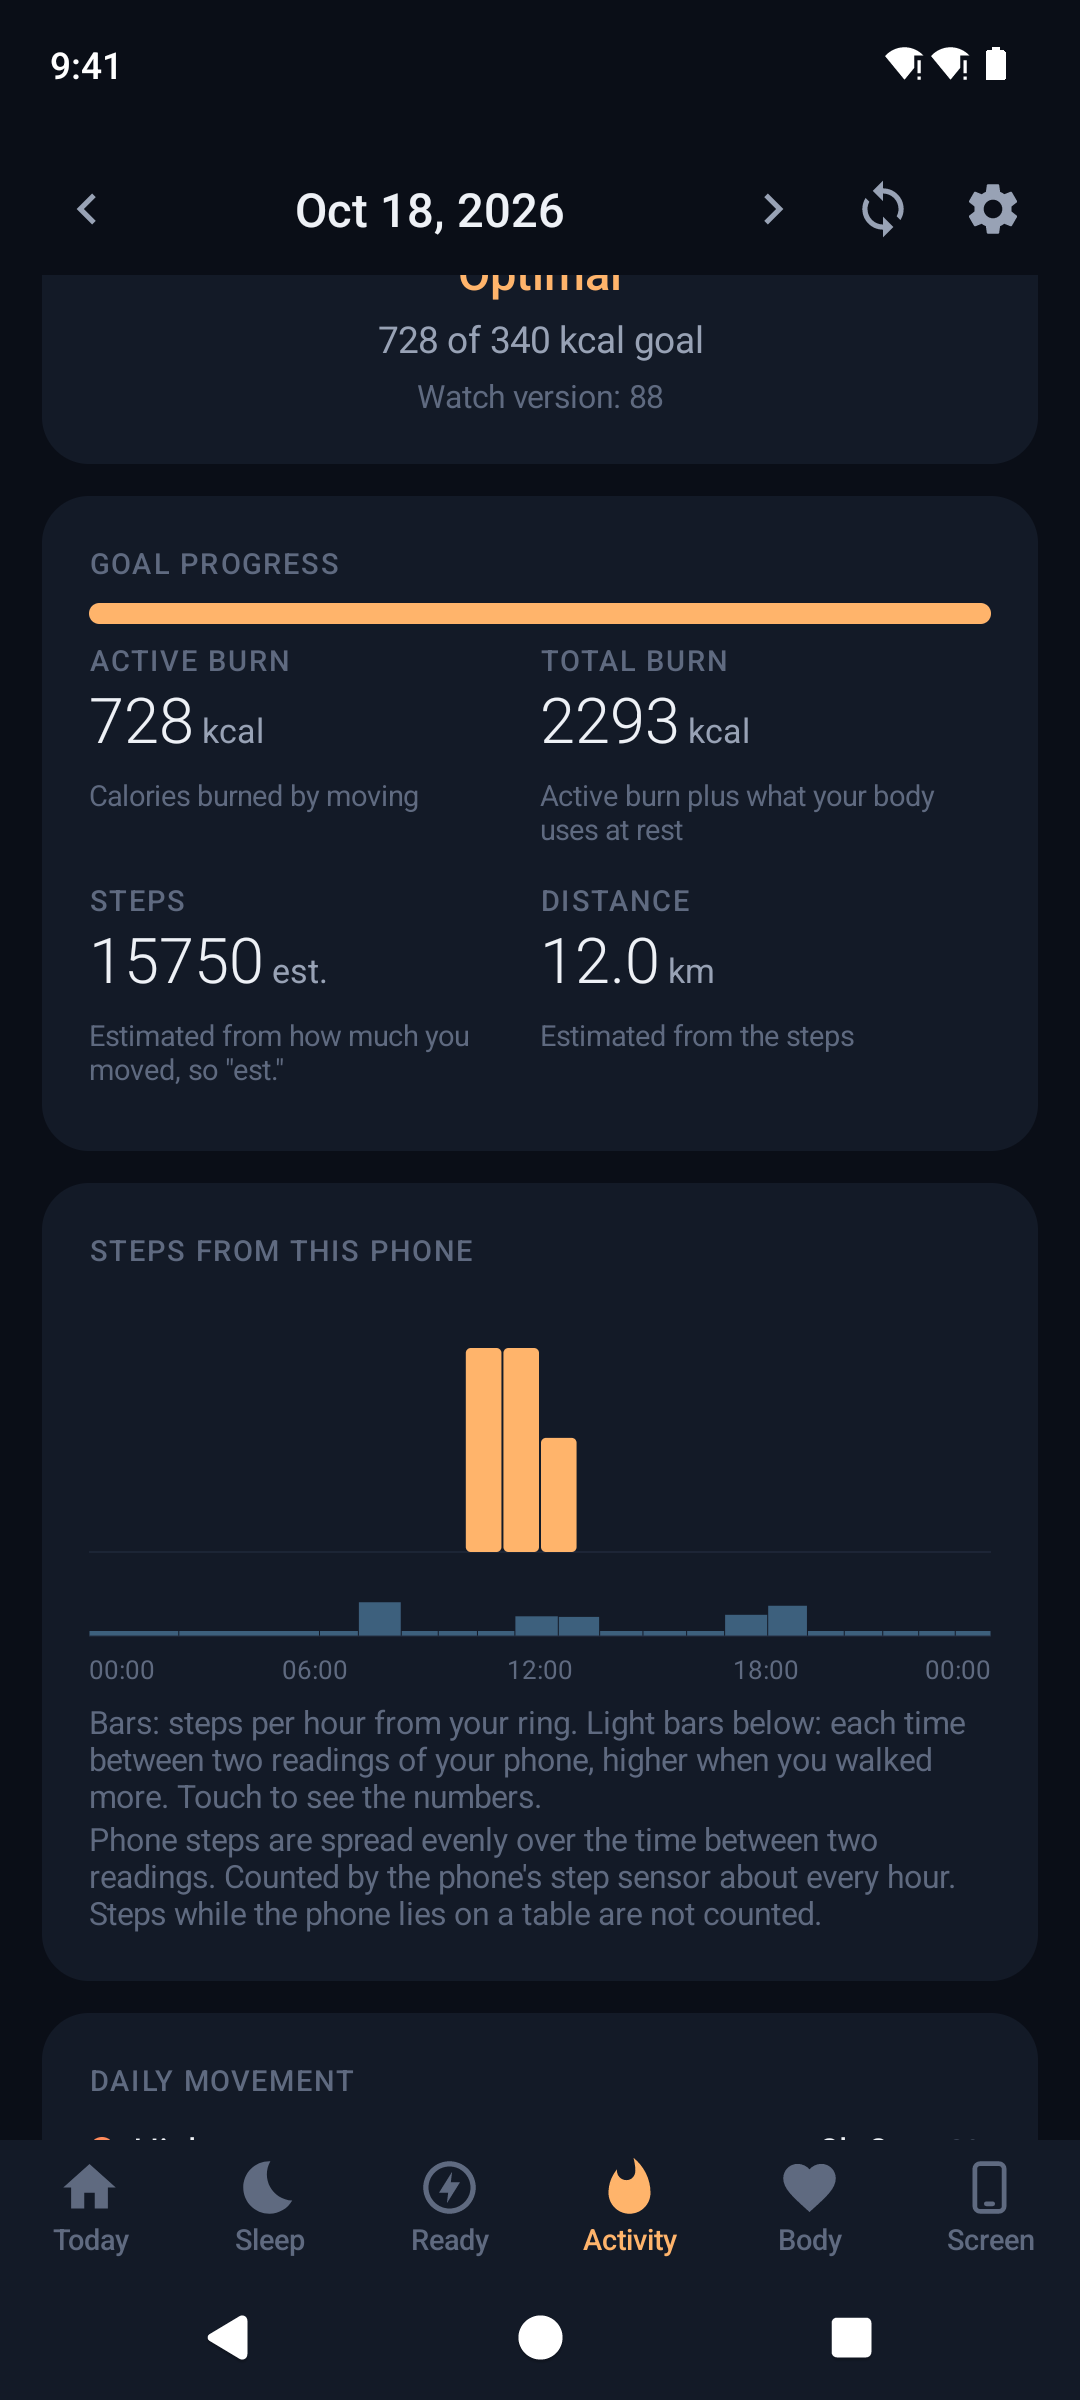 9:41
Oct 18, 2026
Optimal
728 of 340 kcal goal
Watch version: 88
GOAL PROGRESS
ACTIVE BURN
728 kcal
Calories burned by moving
TOTAL BURN
2293 kcal
Active burn plus what your body
uses at rest
STEPS
15750 est.
Estimated from how much you
moved, so "est."
DISTANCE
12.0 km
Estimated from the steps
STEPS FROM THIS PHONE
00:00 06:00 12:00 18:00 00:00
Bars: steps per hour from your ring. Light bars below: each time
between two readings of your phone, higher when you walked
more. Touch to see the numbers.
Phone steps are spread evenly over the time between two
readings. Counted by the phone's step sensor about every hour.
Steps while the phone lies on a table are not counted.
DAILY MOVEMENT
Today Sleep Ready Activity Body Screen